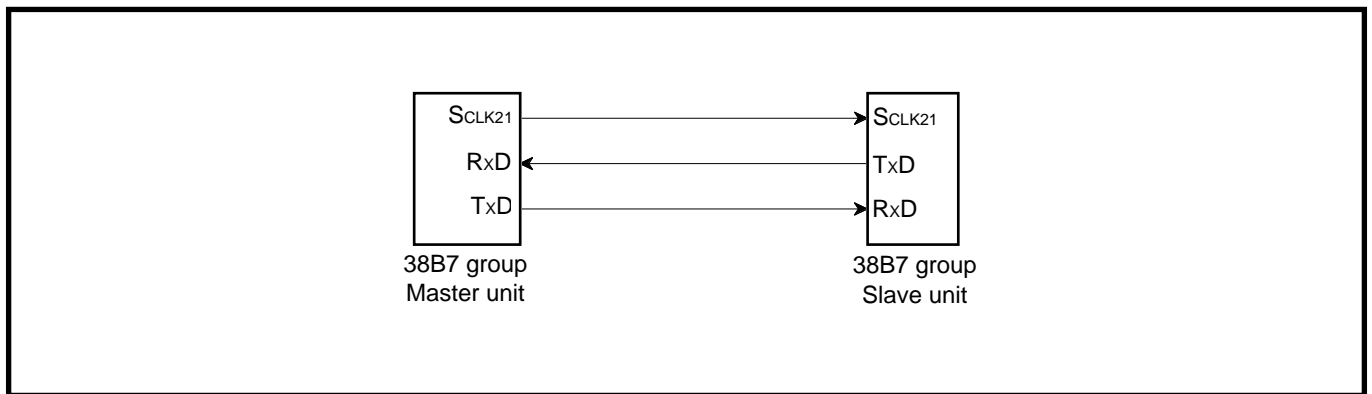 SCLK21
RxD
TxD
38B7 group
Master unit
SCLK21
TxD
RxD
38B7 group
Slave unit